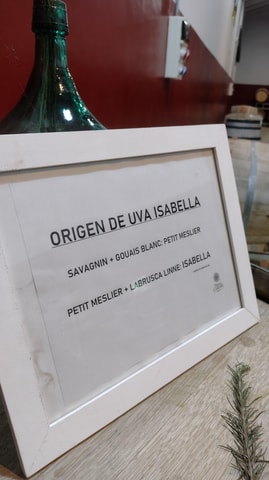 ORIGEN DE UVA ISABELLA
SAVAGNIN + GOUAIS BLANC: PETIT MESLIER
PETIT MESLIER + LABRUSCA LINNE: ISABELLA